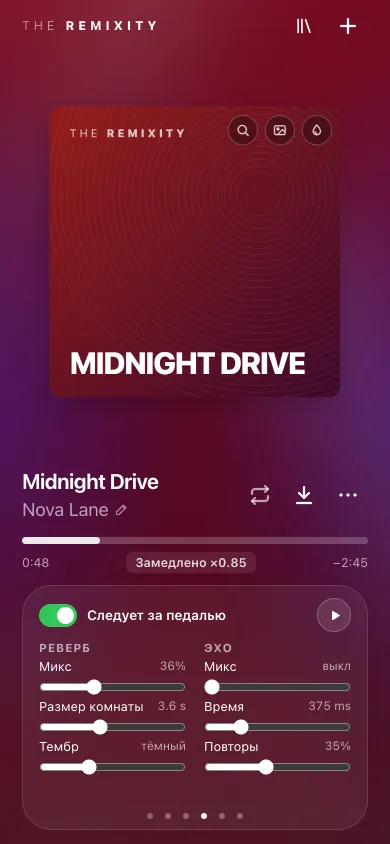 THE REMIXITY
THE REMIXITY
MIDNIGHT DRIVE
Midnight Drive
Nova Lane
0:48 Замедлено ×0.85 −2:45
Следует за педалью
РЕВЕРБ ЭХО
Микс 36% Микс выкл
Размер комнаты 3.6 s Время 375 ms
Тембр тёмный Повторы 35%